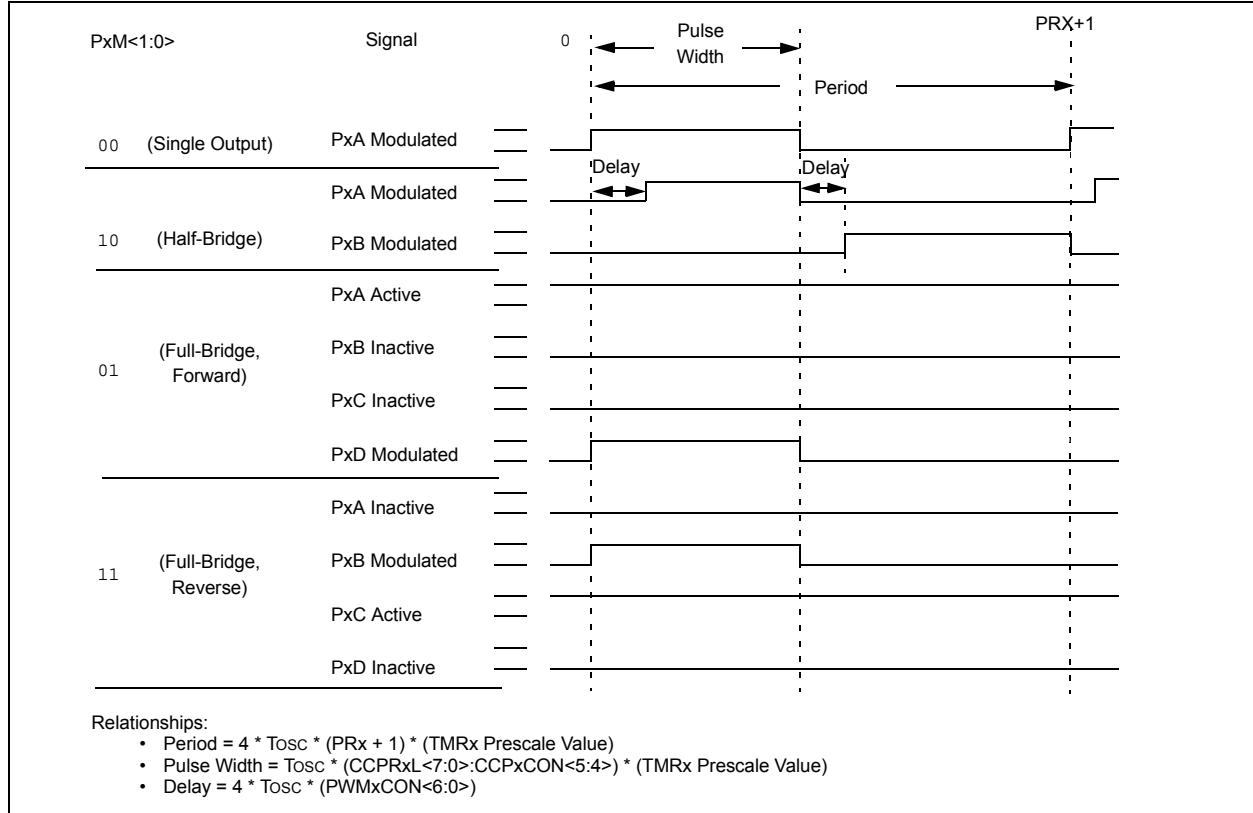 PxM<1:0>
Signal
0
Pulse
Width
PRX+1
Period
00
(Single Output)
PxA Modulated
Delay
Delay
PxA Modulated
10
(Half-Bridge)
PxB Modulated
PxA Active
01
(Full-Bridge,
Forward)
PxB Inactive
PxC Inactive
PxD Modulated
PxA Inactive
11
(Full-Bridge,
Reverse)
PxB Modulated
PxC Active
PxD Inactive
Relationships:
• Period = 4 * TOSC * (PRx + 1) * (TMRx Prescale Value)
• Pulse Width = TOSC * (CCPRxL<7:0>:CCPxCON<5:4>) * (TMRx Prescale Value)
• Delay = 4 * TOSC * (PWMxCON<6:0>)